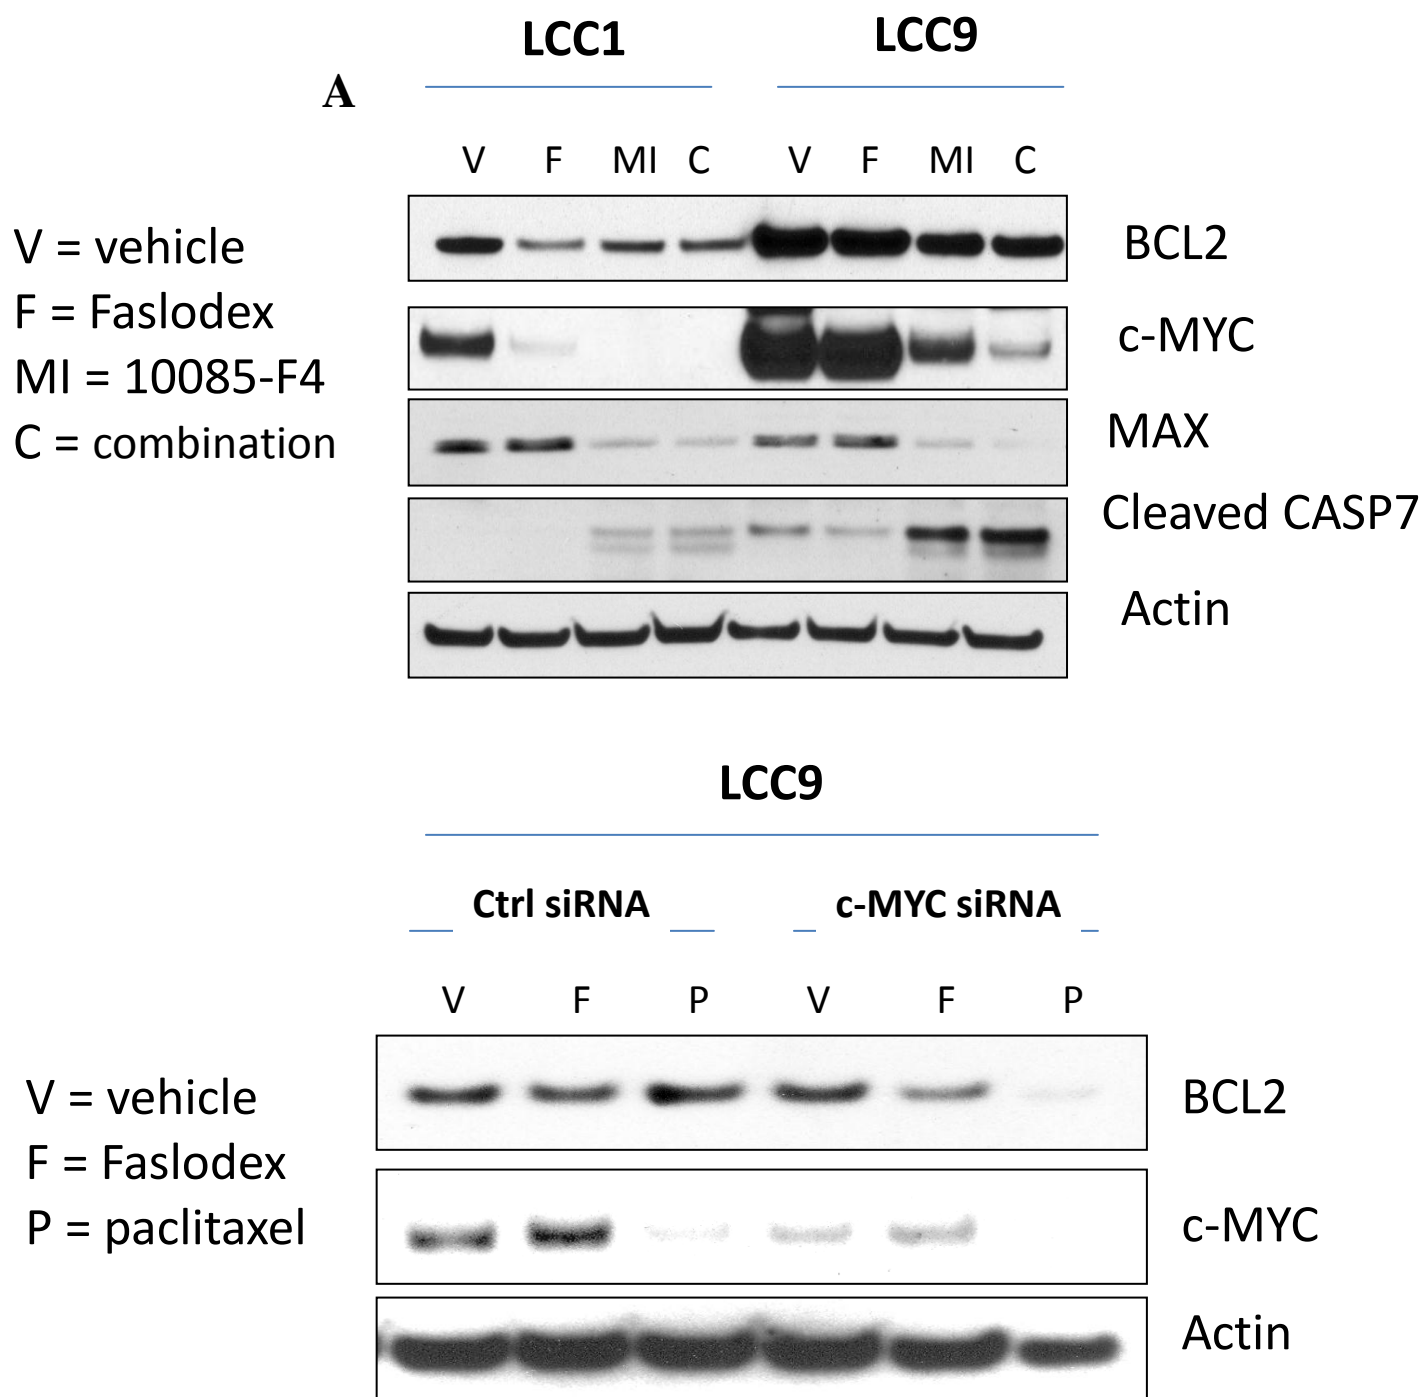 LCC1 LCC9
A
V F MI C V F MI C
V = vehicle
F = Faslodex
MI = 10085-F4
C = combination
BCL2
c-MYC
MAX
Cleaved CASP7
Actin
LCC9
Ctrl siRNA c-MYC siRNA
V F P V F P
V = vehicle
F = Faslodex
P = paclitaxel
BCL2
c-MYC
Actin